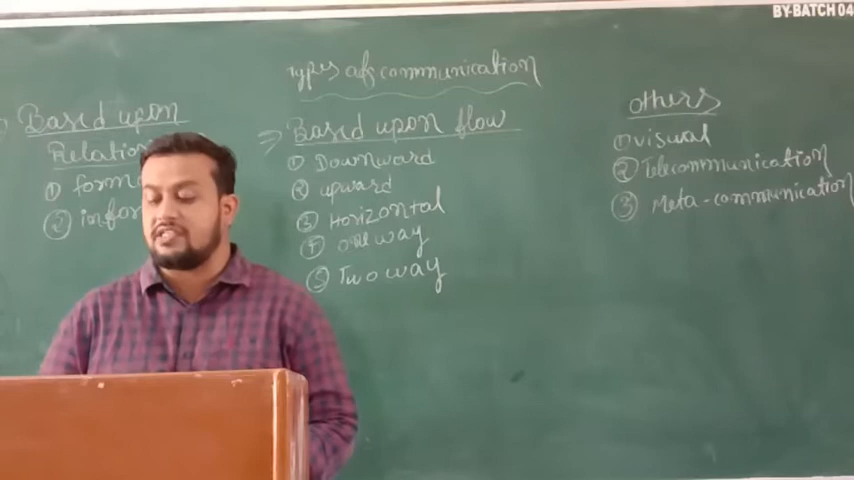 BY-BATCH 04
Types of communication
Based upon
Relation
① form
② infor
⇒ Based upon flow
① Downward
② upward
③ Horizontal
④ one way
⑤ Two way
others
① visual
② Telecommunication
③ Meta-communication